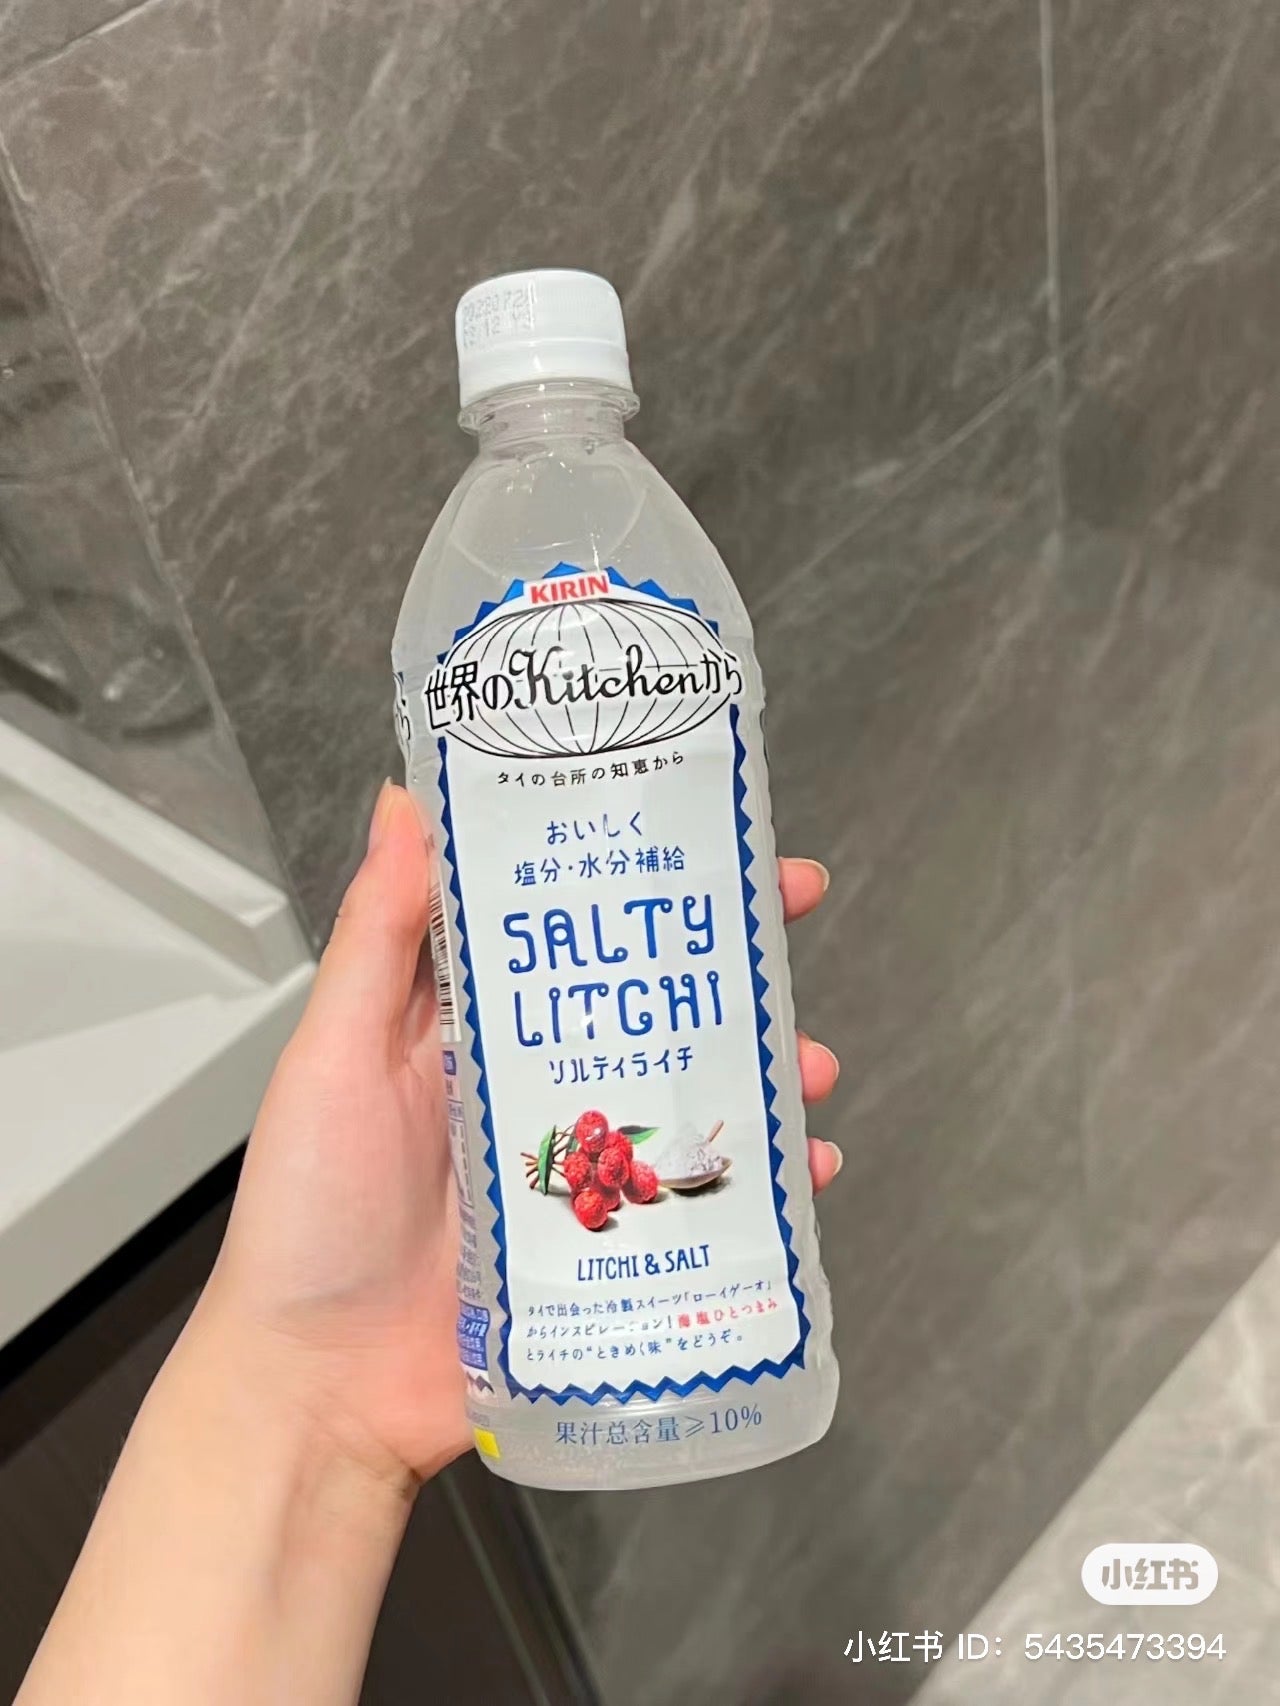 KIRIN
世界のKitchenから
タイの台所の知恵から
おいしく
塩分・水分補給
SALTY
LITCHI
ソルティライチ
LITCHI & SALT
タイで出会った冷製スイーツ「ローイゲーオ」
からインスピレーション!海塩ひとつまみ
とライチの"ときめく味"をどうぞ。
果汁总含量≥10%
小红书
小红书 ID: 5435473394